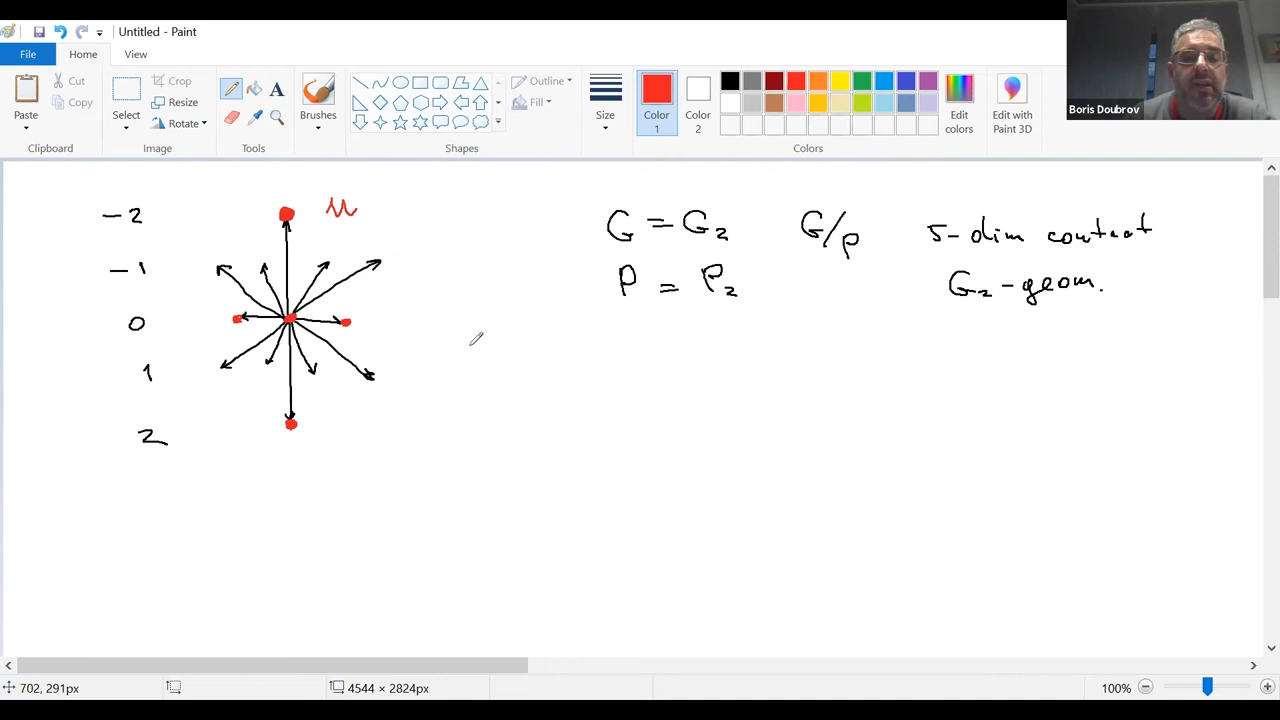 Untitled - Paint
File
Home
View
Paste
Cut
Copy
Clipboard
Select
Crop
Resize
Rotate
Image
Tools
Brushes
Shapes
Outline
Fill
Size
Color 1
Color 2
Colors
Edit colors
Edit with Paint 3D
Boris Doubrov
-2
-1
0
1
2
G = G₂ G/P 5-dim contact
P = P₂ G₂-geom.
702, 291px
4544 × 2824px
100%